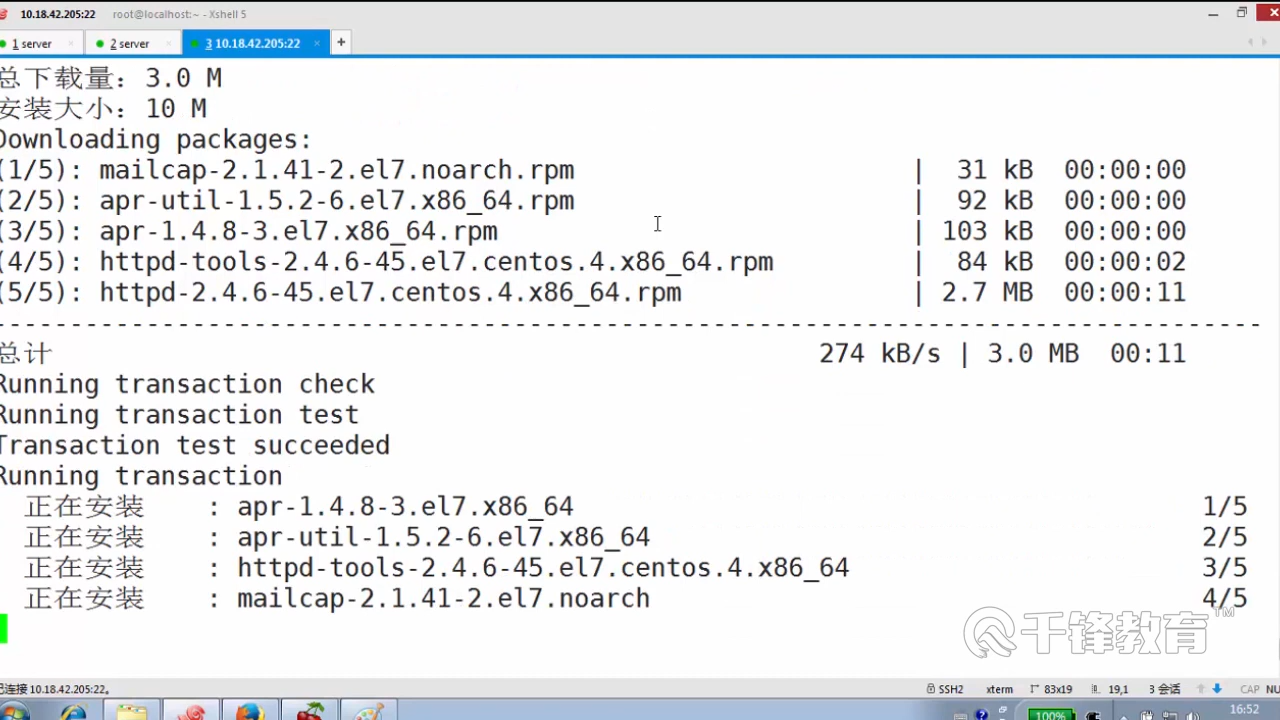 10.18.42.205:22 root@localhost:~ - Xshell 5
1 server × 2 server × 3 10.18.42.205:22 × +
总下载量：3.0 M
安装大小：10 M
Downloading packages:
(1/5): mailcap-2.1.41-2.el7.noarch.rpm | 31 kB 00:00:00
(2/5): apr-util-1.5.2-6.el7.x86_64.rpm | 92 kB 00:00:00
(3/5): apr-1.4.8-3.el7.x86_64.rpm | 103 kB 00:00:00
(4/5): httpd-tools-2.4.6-45.el7.centos.4.x86_64.rpm | 84 kB 00:00:02
(5/5): httpd-2.4.6-45.el7.centos.4.x86_64.rpm | 2.7 MB 00:00:11
--------------------------------------------------------------------------------
总计 274 kB/s | 3.0 MB 00:11
Running transaction check
Running transaction test
Transaction test succeeded
Running transaction
正在安装 : apr-1.4.8-3.el7.x86_64 1/5
正在安装 : apr-util-1.5.2-6.el7.x86_64 2/5
正在安装 : httpd-tools-2.4.6-45.el7.centos.4.x86_64 3/5
正在安装 : mailcap-2.1.41-2.el7.noarch 4/5
千锋教育™
已连接 10.18.42.205:22。 SSH2 xterm 83x19 19,1 3 会话 CAP NU
100% 16:52